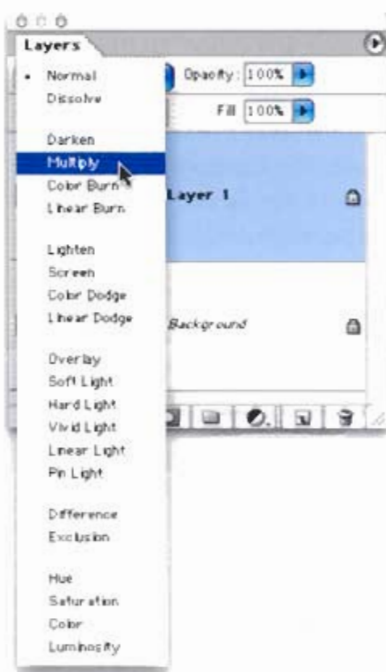 Layers
Normal
Opacity: 100%
Dissolve
Fill 100%
Darken
Multiply
Color Burn
Linear Burn
Layer 1
Lighten
Screen
Color Dodge
Linear Dodge
Background
Overlay
Soft Light
Hard Light
Vivid Light
Linear Light
Pin Light
Difference
Exclusion
Hue
Saturation
Color
Luminosity